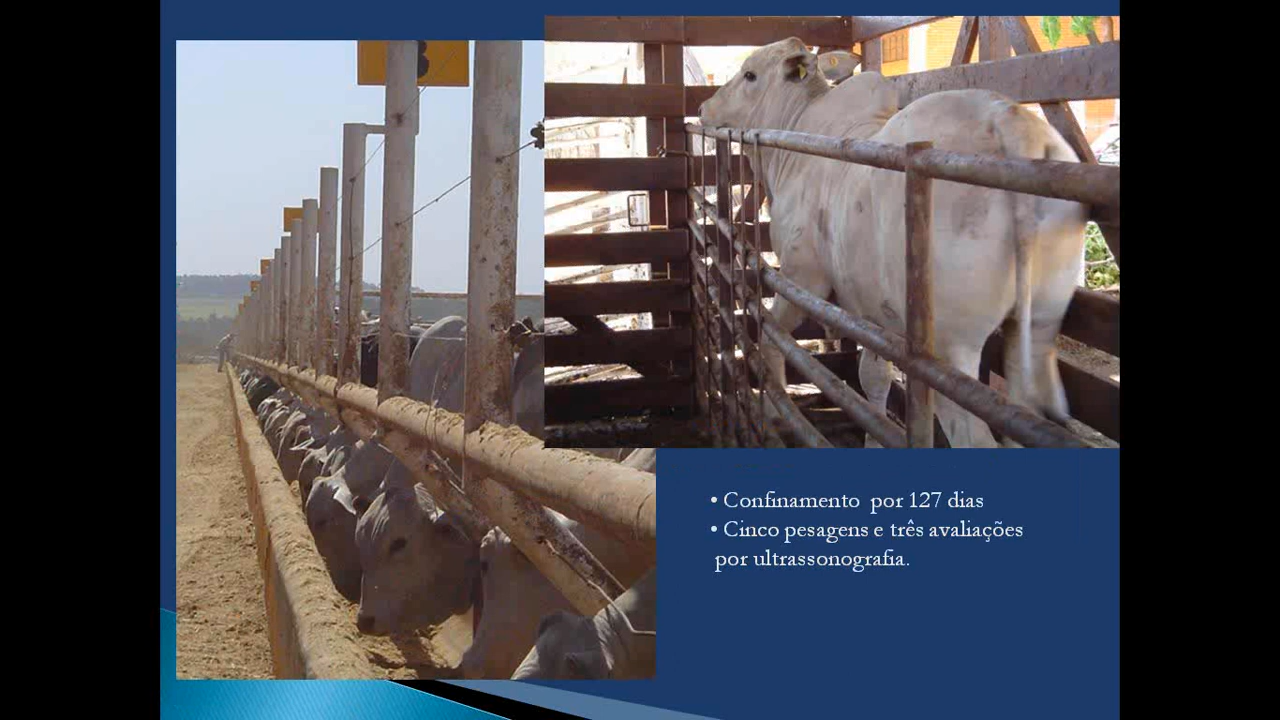 • Confinamento por 127 dias
• Cinco pesagens e três avaliações
por ultrassonografia.